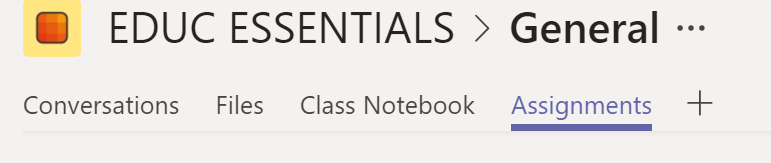 EDUC ESSENTIALS > General ...
Conversations Files Class Notebook Assignments +